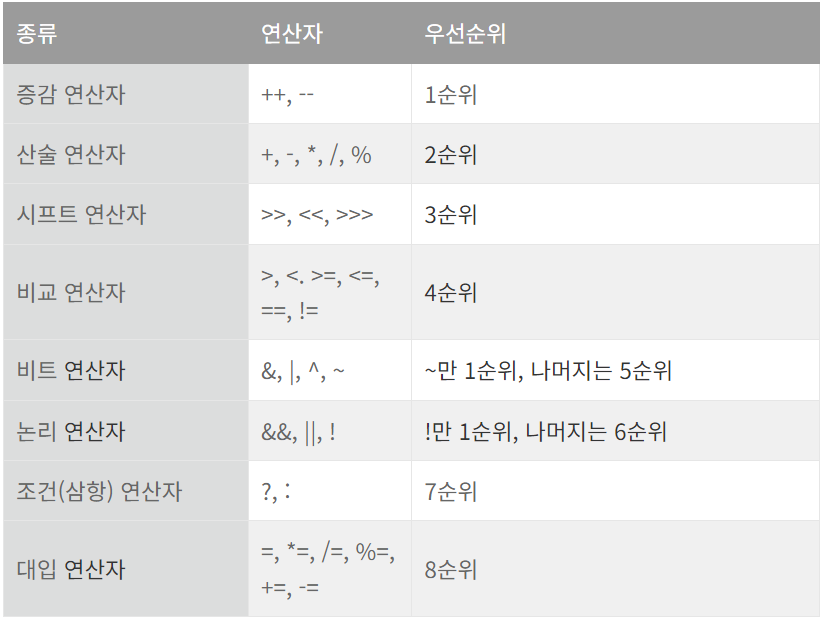 종류 연산자 우선순위
증감 연산자 ++, -- 1순위
산술 연산자 +, -, *, /, % 2순위
시프트 연산자 >>, <<, >>> 3순위
비교 연산자 >, <. >=, <=, 4순위
==, !=
비트 연산자 &, |, ^, ~ ~만 1순위, 나머지는 5순위
논리 연산자 &&, ||, ! !만 1순위, 나머지는 6순위
조건(삼항) 연산자 ?, : 7순위
대입 연산자 =, *=, /=, %=, 8순위
+=, -=